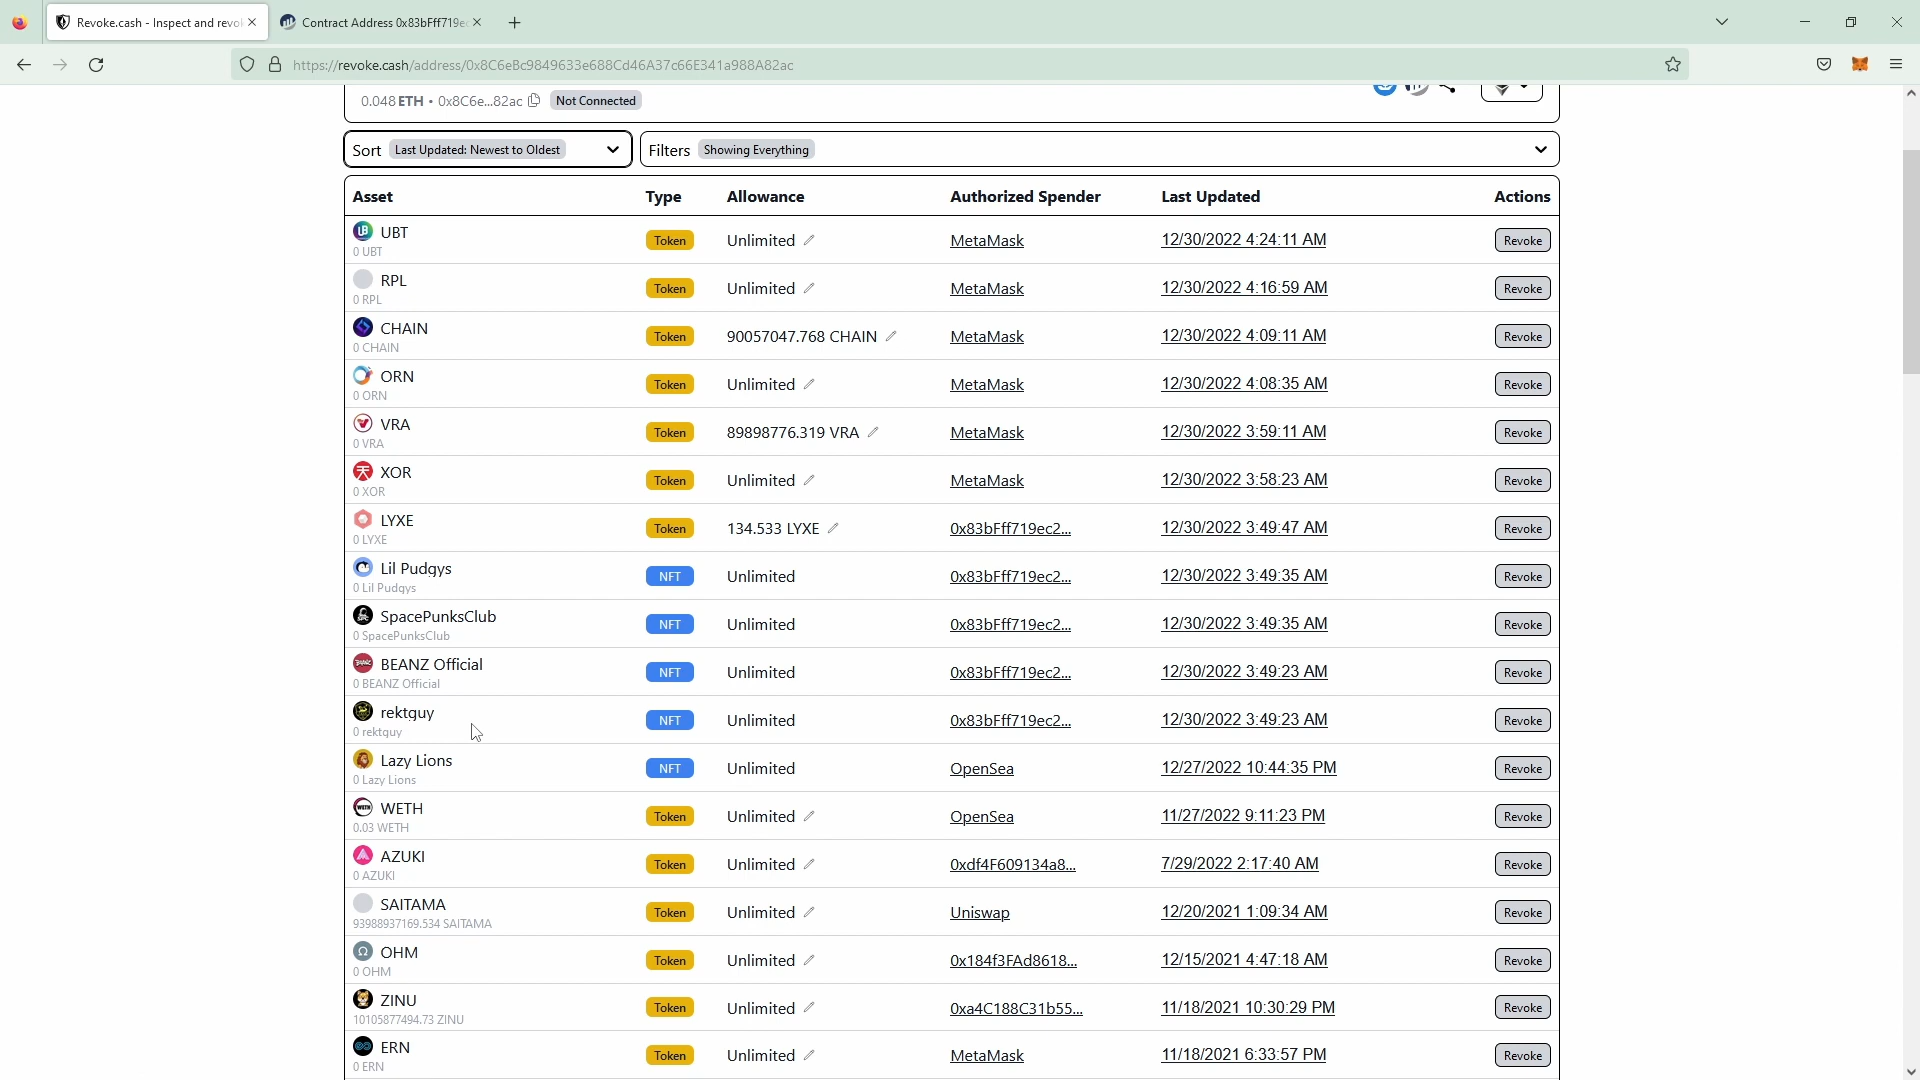 Revoke.cash - Inspect and revo
Contract Address 0x83bFff719e
https://revoke.cash/address/0x8C6eBc9849633e688Cd46A37c66E341a988A82ac
0.048 ETH • 0x8C6e...82ac Not Connected
Sort Last Updated: Newest to Oldest Filters Showing Everything
Asset Type Allowance Authorized Spender Last Updated Actions
UBT Token Unlimited MetaMask 12/30/2022 4:24:11 AM Revoke
0 UBT
RPL Token Unlimited MetaMask 12/30/2022 4:16:59 AM Revoke
0 RPL
CHAIN Token 90057047.768 CHAIN MetaMask 12/30/2022 4:09:11 AM Revoke
0 CHAIN
ORN Token Unlimited MetaMask 12/30/2022 4:08:35 AM Revoke
0 ORN
VRA Token 89898776.319 VRA MetaMask 12/30/2022 3:59:11 AM Revoke
0 VRA
XOR Token Unlimited MetaMask 12/30/2022 3:58:23 AM Revoke
0 XOR
LYXE Token 134.533 LYXE 0x83bFff719ec2... 12/30/2022 3:49:47 AM Revoke
0 LYXE
Lil Pudgys NFT Unlimited 0x83bFff719ec2... 12/30/2022 3:49:35 AM Revoke
0 Lil Pudgys
SpacePunksClub NFT Unlimited 0x83bFff719ec2... 12/30/2022 3:49:35 AM Revoke
0 SpacePunksClub
BEANZ Official NFT Unlimited 0x83bFff719ec2... 12/30/2022 3:49:23 AM Revoke
0 BEANZ Official
rektguy NFT Unlimited 0x83bFff719ec2... 12/30/2022 3:49:23 AM Revoke
0 rektguy
Lazy Lions NFT Unlimited OpenSea 12/27/2022 10:44:35 PM Revoke
0 Lazy Lions
WETH Token Unlimited OpenSea 11/27/2022 9:11:23 PM Revoke
0.03 WETH
AZUKI Token Unlimited 0xdf4F609134a8... 7/29/2022 2:17:40 AM Revoke
0 AZUKI
SAITAMA Token Unlimited Uniswap 12/20/2021 1:09:34 AM Revoke
93988937169.534 SAITAMA
OHM Token Unlimited 0x184f3FAd8618... 12/15/2021 4:47:18 AM Revoke
0 OHM
ZINU Token Unlimited 0xa4C188C31b55... 11/18/2021 10:30:29 PM Revoke
10105877494.73 ZINU
ERN Token Unlimited MetaMask 11/18/2021 6:33:57 PM Revoke
0 ERN